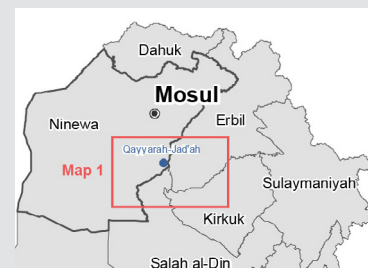 Dahuk
Mosul
Ninewa
Erbil
Qayyarah-Jad'ah
Map 1
Sulaymaniyah
Kirkuk
Salah al-Din